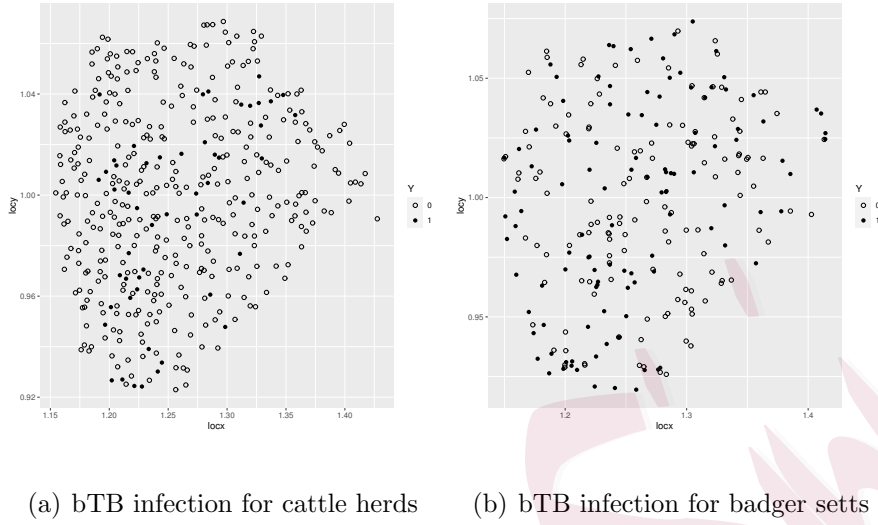 1.04
1.00
0.96
0.92
locy
1.15
1.20
1.25
1.30
1.35
1.40
locx
Y
0
1
1.05
1.00
0.95
locy
1.2
1.3
1.4
locx
Y
0
1
(a) bTB infection for cattle herds
(b) bTB infection for badger setts